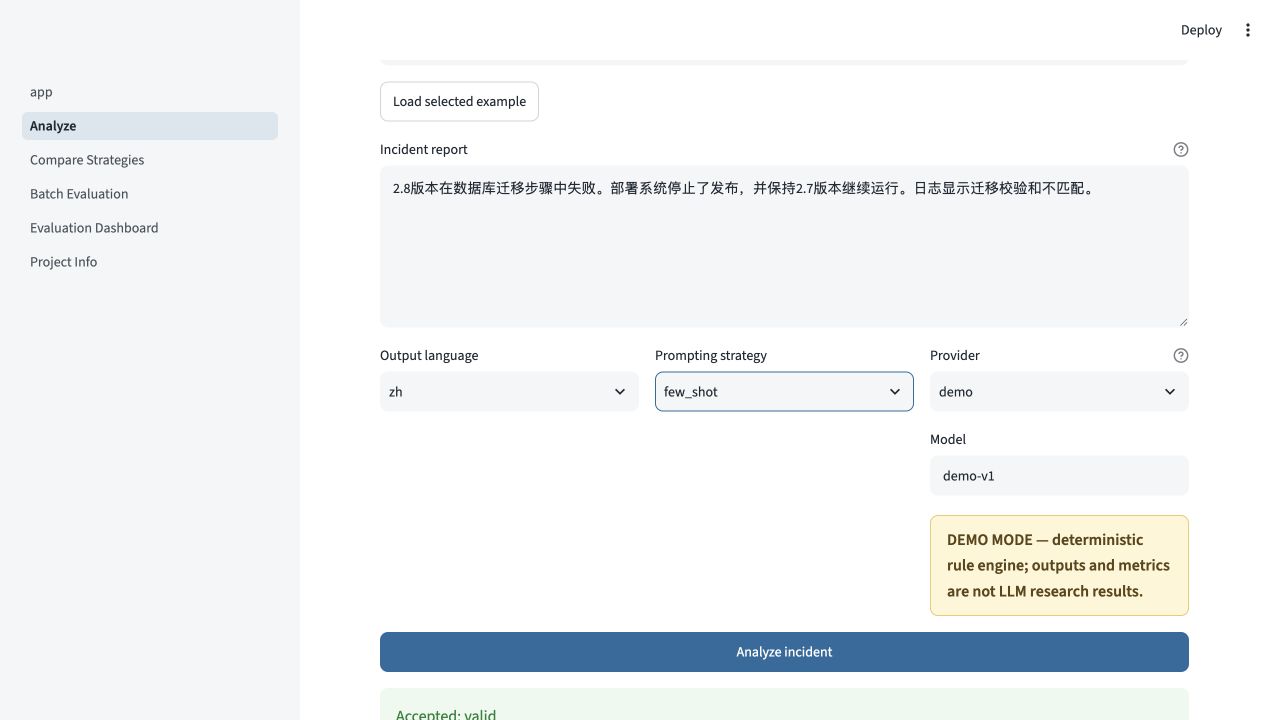 Deploy
app
Analyze
Compare Strategies
Batch Evaluation
Evaluation Dashboard
Project Info
Load selected example
Incident report
2.8版本在数据库迁移步骤中失败。部署系统停止了发布，并保持2.7版本继续运行。日志显示迁移校验和不匹配。
Output language
Prompting strategy
Provider
zh
few_shot
demo
Model
demo-v1
DEMO MODE — deterministic
rule engine; outputs and metrics
are not LLM research results.
Analyze incident
Accepted: valid